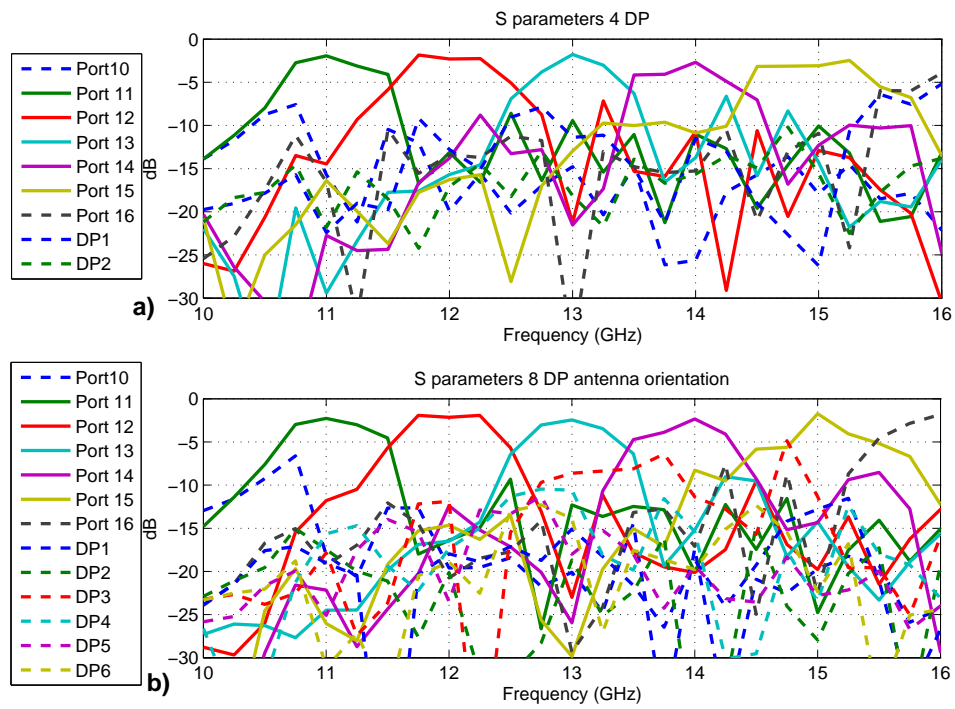 S parameters 4 DP
Port10
Port 11
Port 12
Port 13
Port 14
Port 15
Port 16
DP1
DP2
dB
0
−5
−10
−15
−20
−25
−30
10 11 12 13 14 15 16
Frequency (GHz)
a)
S parameters 8 DP antenna orientation
Port10
Port 11
Port 12
Port 13
Port 14
Port 15
Port 16
DP1
DP2
DP3
DP4
DP5
DP6
dB
0
−5
−10
−15
−20
−25
−30
10 11 12 13 14 15 16
Frequency (GHz)
b)